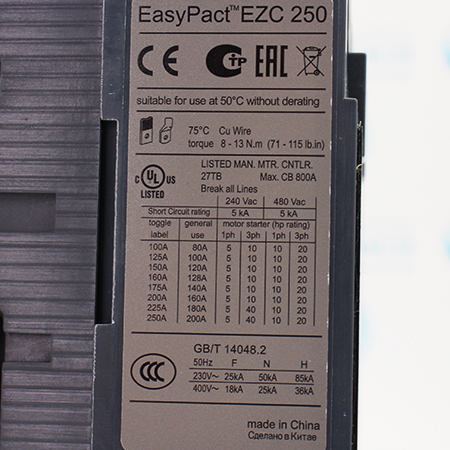 EasyPact™EZC 250
CE TP EAC
suitable for use at 50°C without derating
75°C Cu Wire
torque 8 - 13 N.m (71 - 115 lb.in)
LISTED MAN. MTR. CNTLR.
C UL US 27TB Max. CB 800A
LISTED Break all Lines
240 Vac 480 Vac
Short Circuit rating 5 kA 5 kA
toggle general motor starter (hp rating)
label use 1ph 3ph 1ph 3ph
100A 80A 5 10 10 20
125A 100A 5 10 10 20
150A 120A 5 10 10 20
160A 128A 5 10 10 20
175A 140A 5 10 10 20
200A 160A 5 10 10 20
225A 180A 5 40 10 20
250A 200A 5 40 10 20
GB/T 14048.2
50Hz F N H
230V~ 25kA 50kA 85kA
400V~ 18kA 25kA 36kA
CCC
made in China
Сделано в Китае